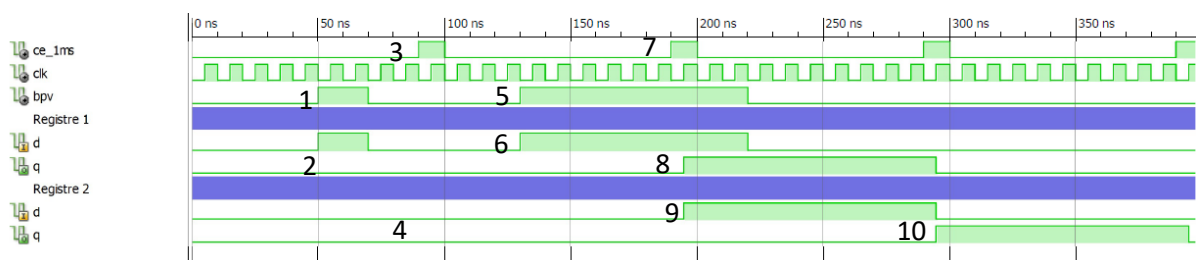 0 ns 50 ns 100 ns 150 ns 200 ns 250 ns 300 ns 350 ns
ce_1ms 3 7
clk
bpv 1 5
Registre 1
d 6
q 2 8
Registre 2
d 9
q 4 10